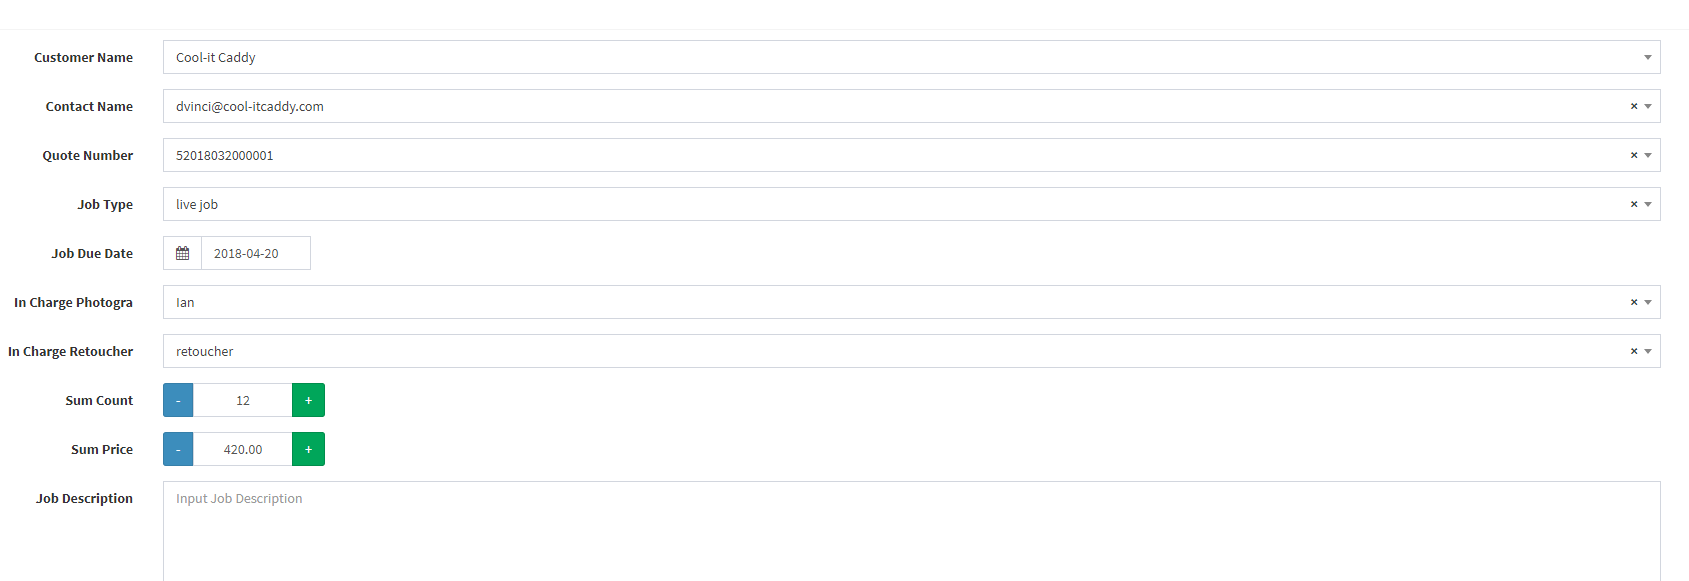 Customer Name Cool-it Caddy
Contact Name dvinci@cool-itcaddy.com × 
Quote Number 52018032000001 ×
Job Type live job ×
Job Due Date 2018-04-20
In Charge Photogra Ian ×
In Charge Retoucher retoucher ×
Sum Count - 12 +
Sum Price - 420.00 +
Job Description Input Job Description